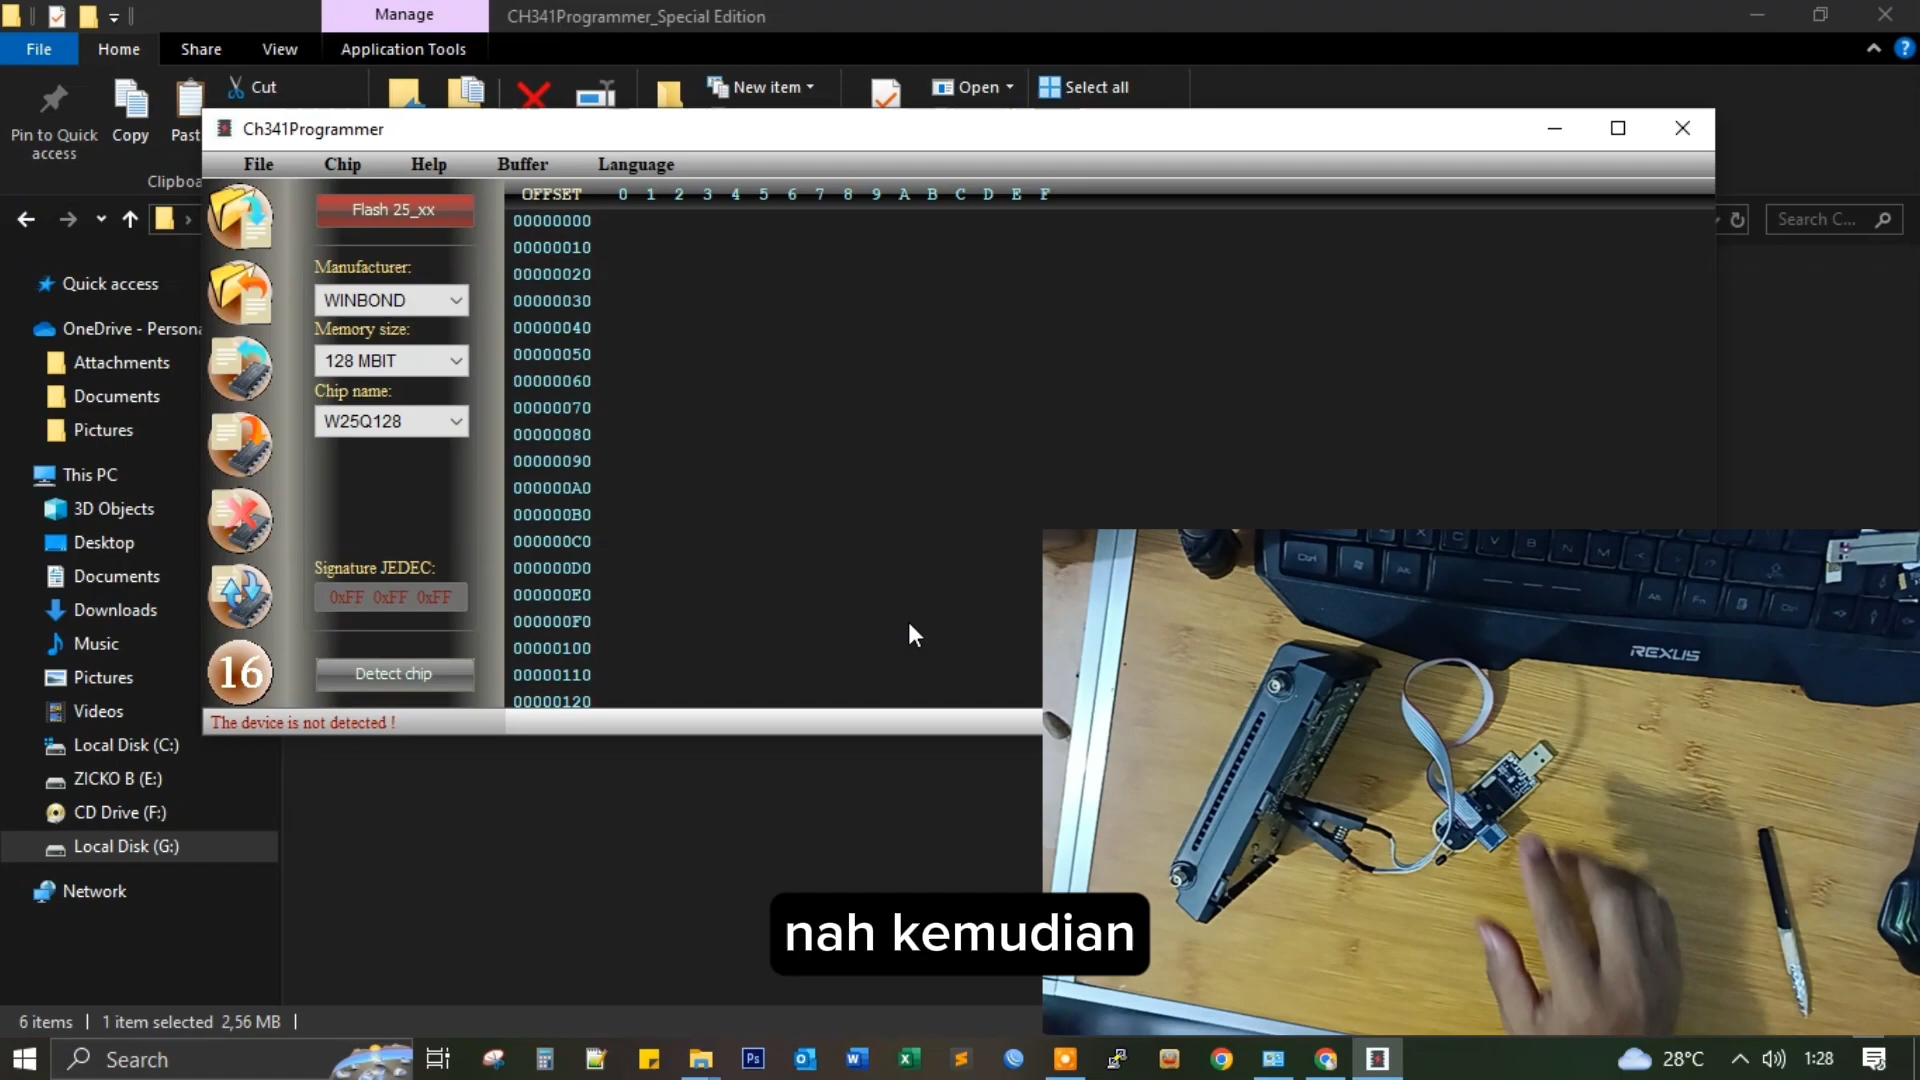 Manage
CH341Programmer_Special Edition
File
Home
Share
View
Application Tools
Pin to Quick access
Copy
Past
Cut
New item
Open
Select all
Clipboa
Search C...
Ch341Programmer
File
Chip
Help
Buffer
Language
Flash 25_xx
Manufacturer:
WINBOND
Memory size:
128 MBIT
Chip name:
W25Q128
Signature JEDEC:
0xFF 0xFF 0xFF
Detect chip
16
The device is not detected !
OFFSET 0 1 2 3 4 5 6 7 8 9 A B C D E F
00000000
00000010
00000020
00000030
00000040
00000050
00000060
00000070
00000080
00000090
000000A0
000000B0
000000C0
000000D0
000000E0
000000F0
00000100
00000110
00000120
Quick access
OneDrive - Persona
Attachments
Documents
Pictures
This PC
3D Objects
Desktop
Documents
Downloads
Music
Pictures
Videos
Local Disk (C:)
ZICKO B (E:)
CD Drive (F:)
Local Disk (G:)
Network
REXUS
nah kemudian
6 items
1 item selected 2,56 MB
Search
28°C
1:28